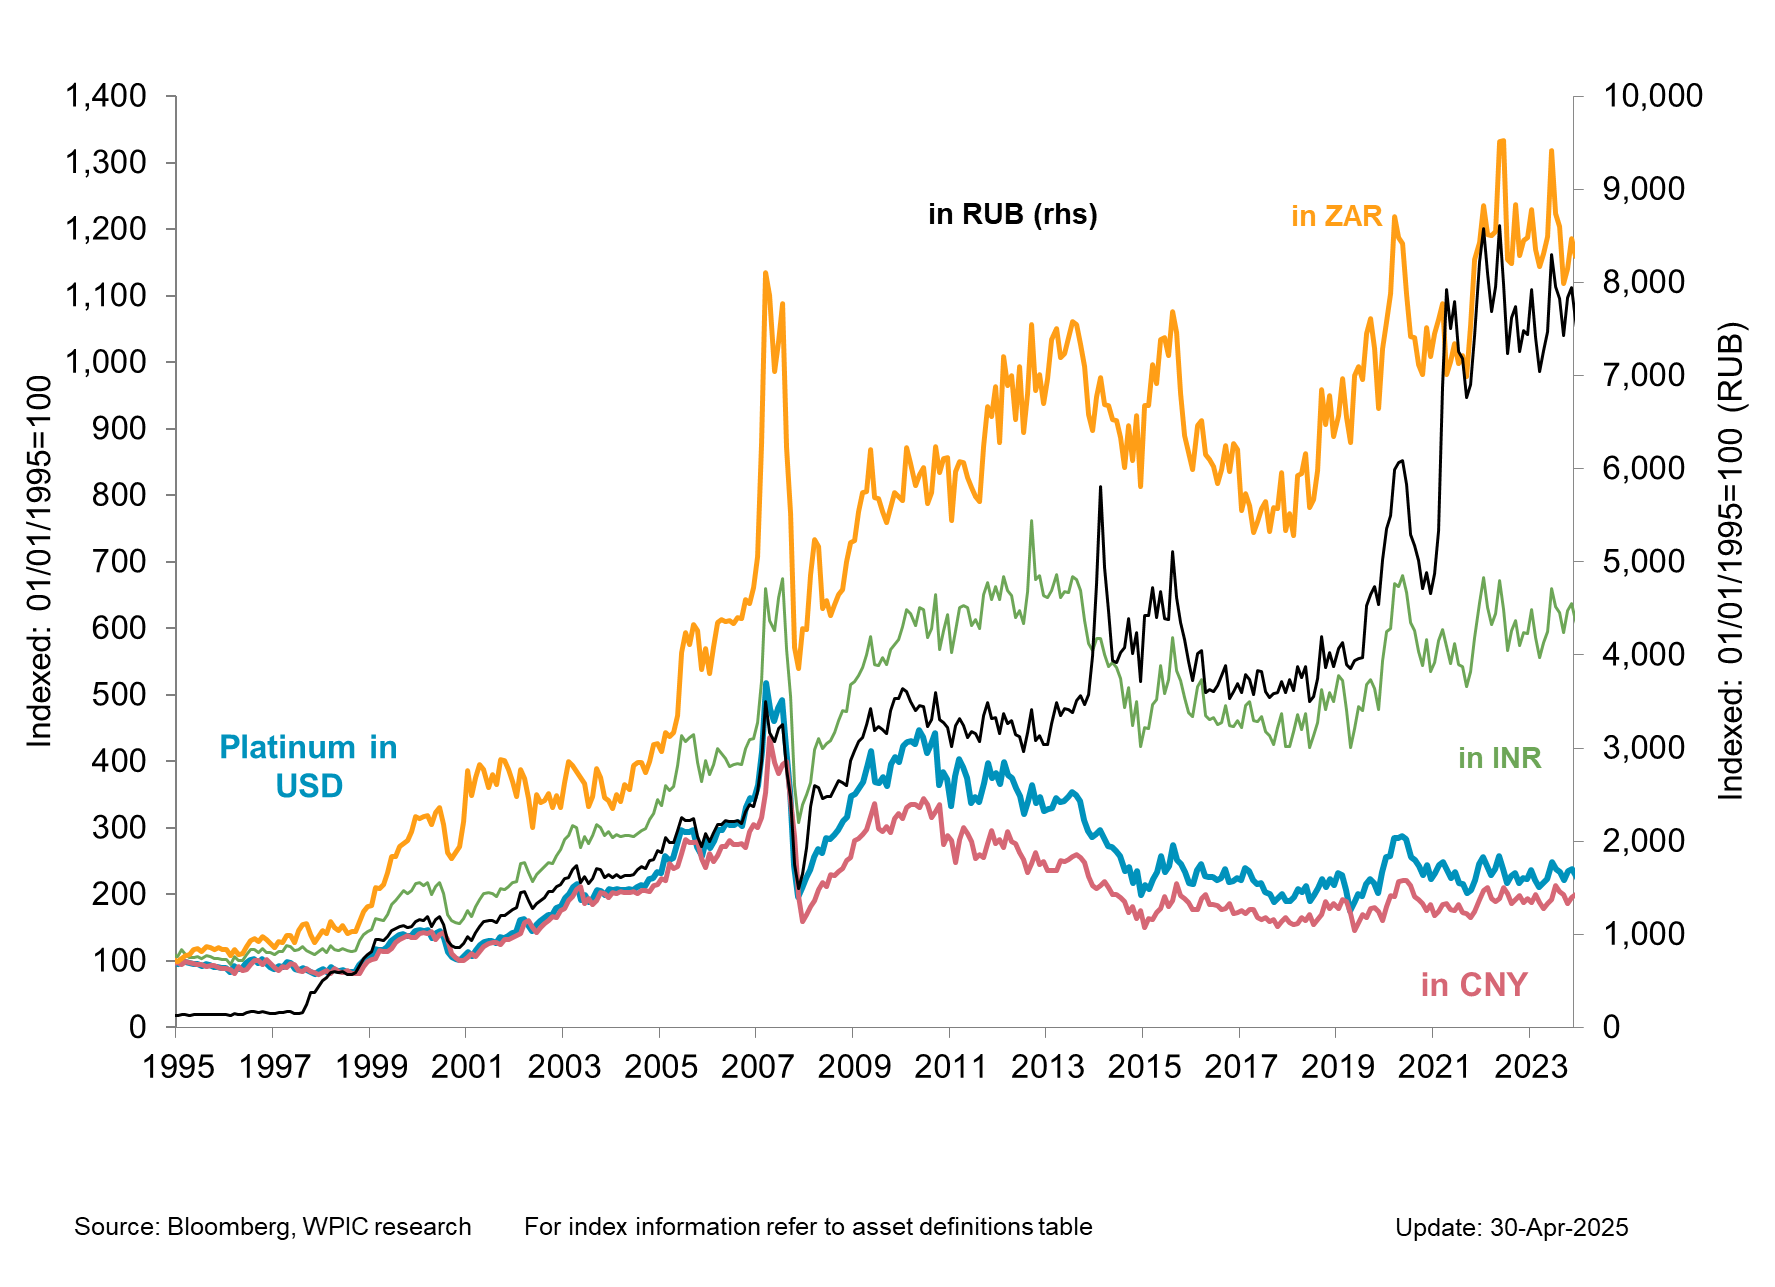 1,400
1,300
1,200
1,100
1,000
900
800
700
600
500
400
300
200
100
0
Indexed: 01/01/1995=100
10,000
9,000
8,000
7,000
6,000
5,000
4,000
3,000
2,000
1,000
0
Indexed: 01/01/1995=100 (RUB)
in RUB (rhs)
in ZAR
Platinum in
USD
in INR
in CNY
1995 1997 1999 2001 2003 2005 2007 2009 2011 2013 2015 2017 2019 2021 2023
Source: Bloomberg, WPIC research For index information refer to asset definitions table Update: 30-Apr-2025